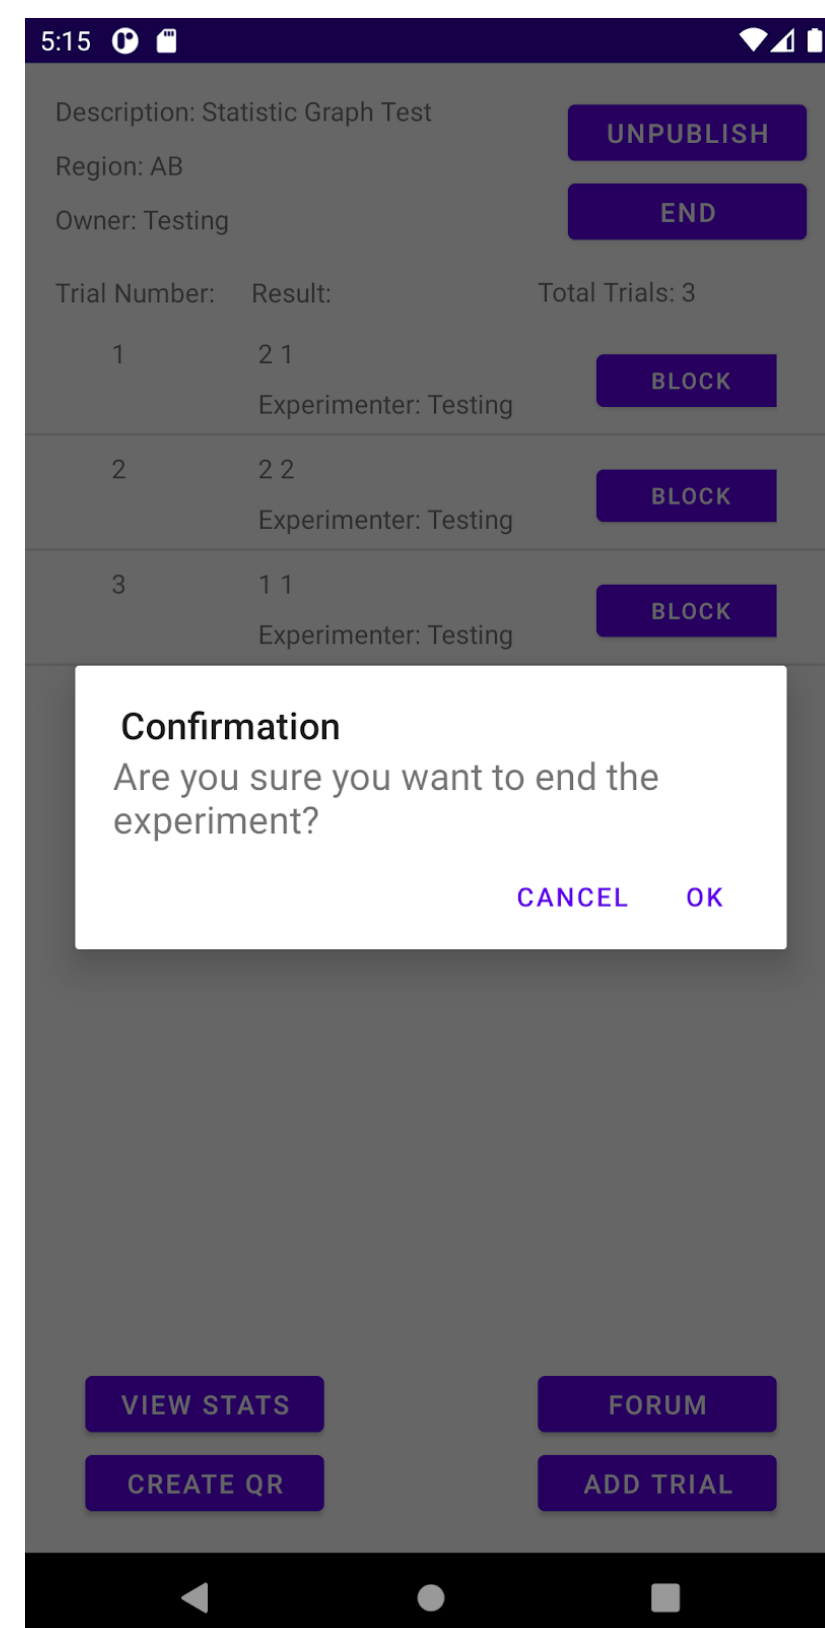 5:15
Description: Statistic Graph Test
UNPUBLISH
Region: AB
END
Owner: Testing
Trial Number: Result: Total Trials: 3
1 2 1
BLOCK
Experimenter: Testing
2 2 2
BLOCK
Experimenter: Testing
3 1 1
BLOCK
Experimenter: Testing
Confirmation
Are you sure you want to end the
experiment?
CANCEL OK
VIEW STATS FORUM
CREATE QR ADD TRIAL